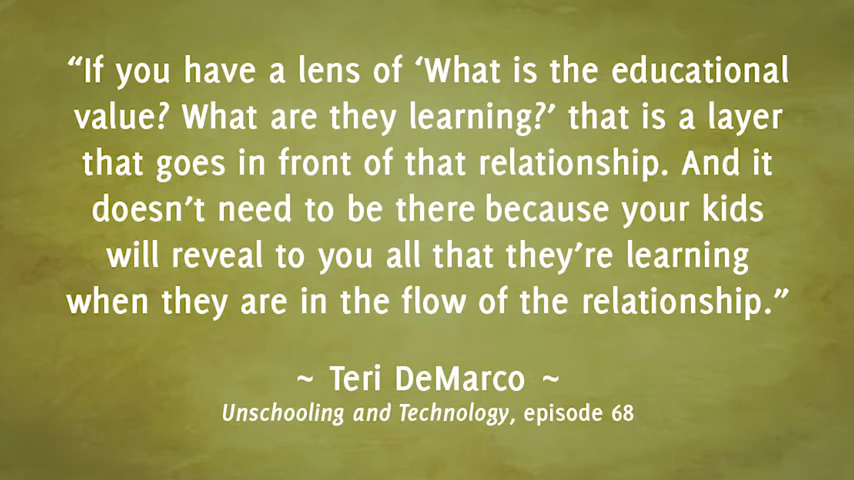 “If you have a lens of ‘What is the educational
value? What are they learning?’ that is a layer
that goes in front of that relationship. And it
doesn’t need to be there because your kids
will reveal to you all that they’re learning
when they are in the flow of the relationship.”
~ Teri DeMarco ~
Unschooling and Technology, episode 68